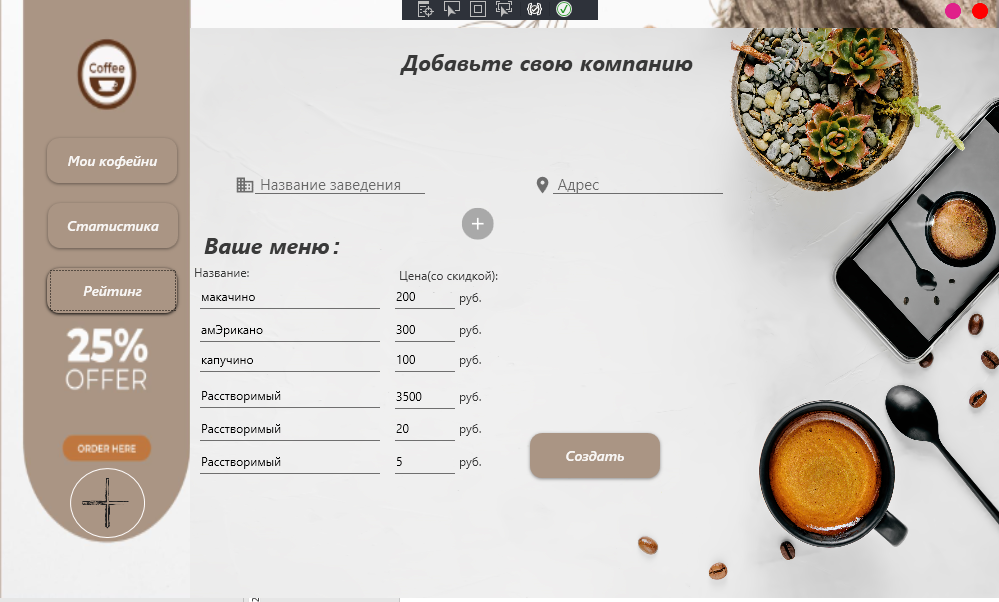 Coffee
Добавьте свою компанию
Мои кофейни
Название заведения
Адрес
Статистика
Ваше меню:
Название:
Цена(со скидкой):
Рейтинг
макачино 200 руб.
амЭрикано 300 руб.
капучино 100 руб.
Расстворимый 3500 руб.
Расстворимый 20 руб.
Расстворимый 5 руб.
25%
OFFER
ORDER HERE
Создать